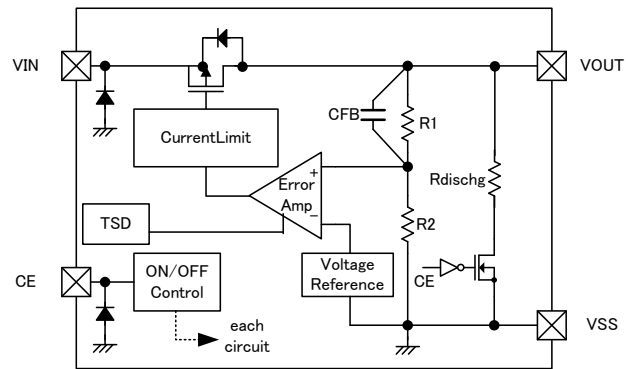 VIN
VOUT
CFB
R1
CurrentLimit
Rdischg
+
Error
Amp
−
TSD
R2
CE
ON/OFF
Control
Voltage
Reference
CE
each
circuit
VSS